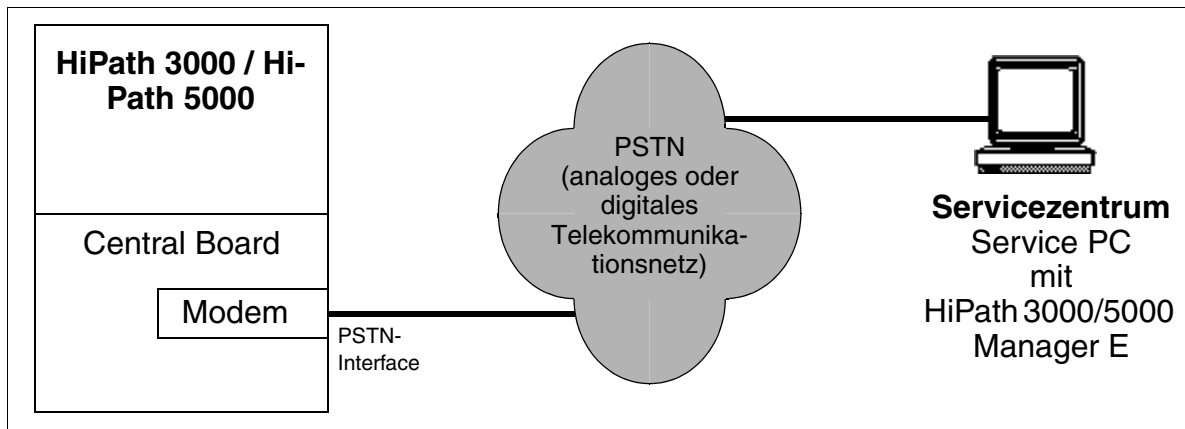 HiPath 3000 / Hi-
Path 5000
Central Board
Modem
PSTN-
Interface
PSTN
(analoges oder
digitales
Telekommunika-
tionsnetz)
Servicezentrum
Service PC
mit
HiPath 3000/5000
Manager E